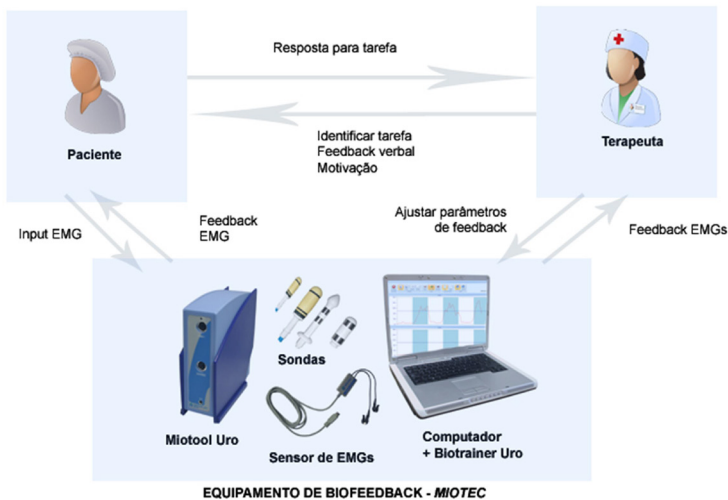 Resposta para tarefa
Identificar tarefa
Feedback verbal
Motivação
Paciente
Terapeuta
Input EMG
Feedback
EMG
Ajustar parâmetros
de feedback
Feedback EMGs
Sondas
Miotool Uro
Sensor de EMGs
Computador
+ Biotrainer Uro
EQUIPAMENTO DE BIOFEEDBACK - MIOTEC